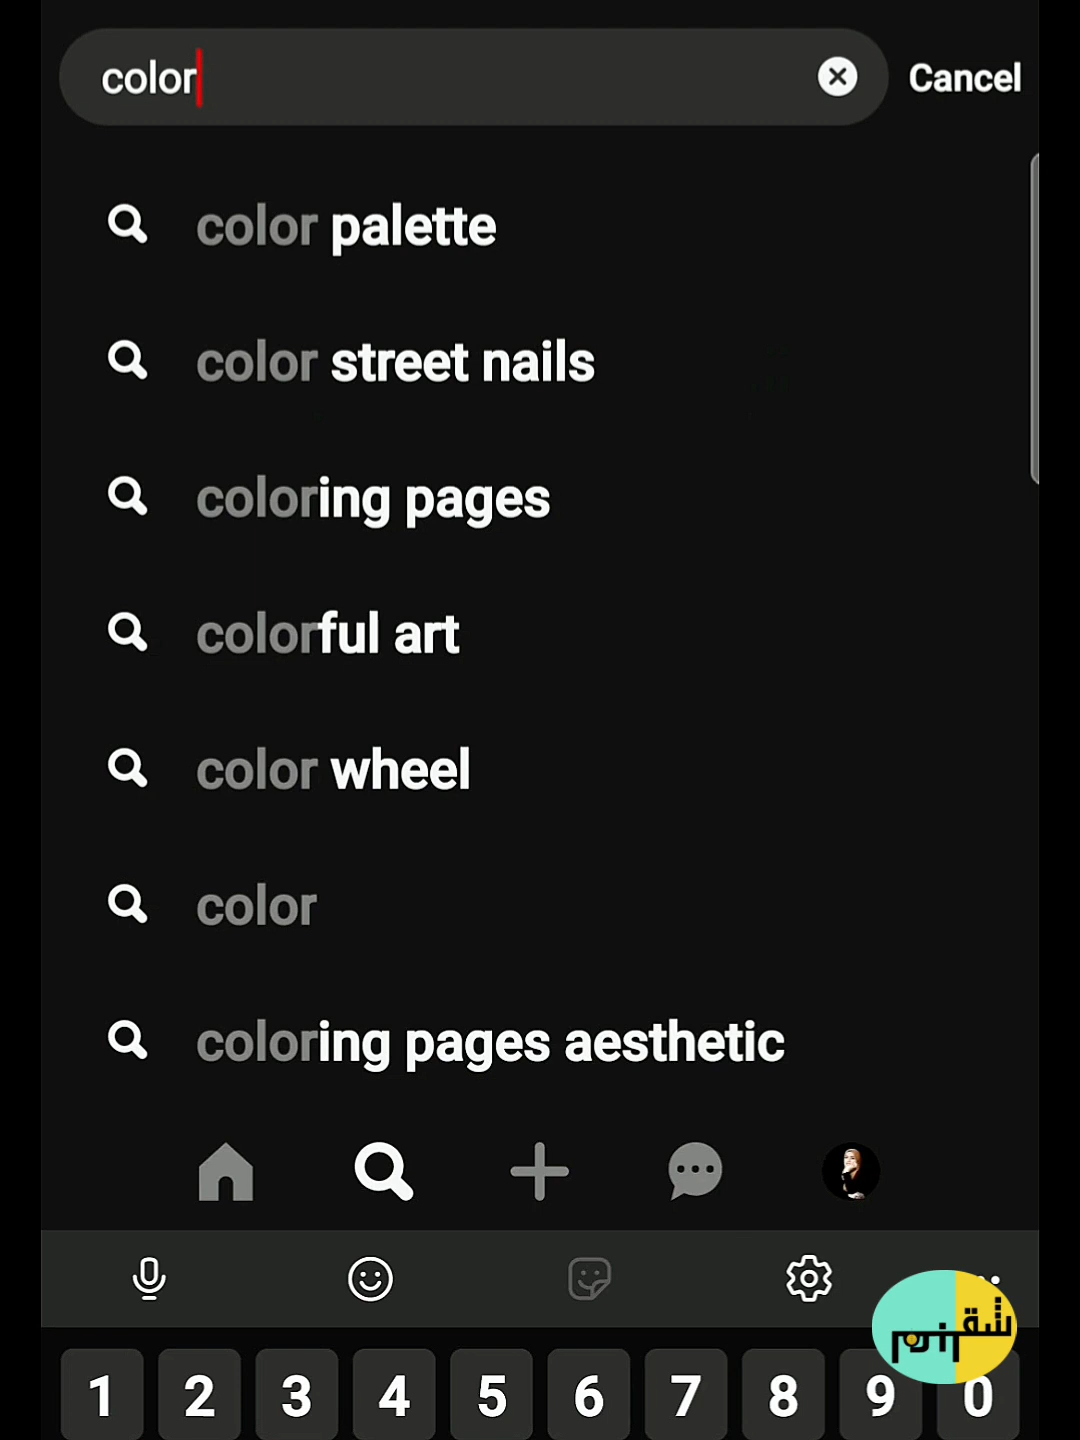 color
Cancel
color palette
color street nails
coloring pages
colorful art
color wheel
color
coloring pages aesthetic
1 2 3 4 5 6 7 8 9 0